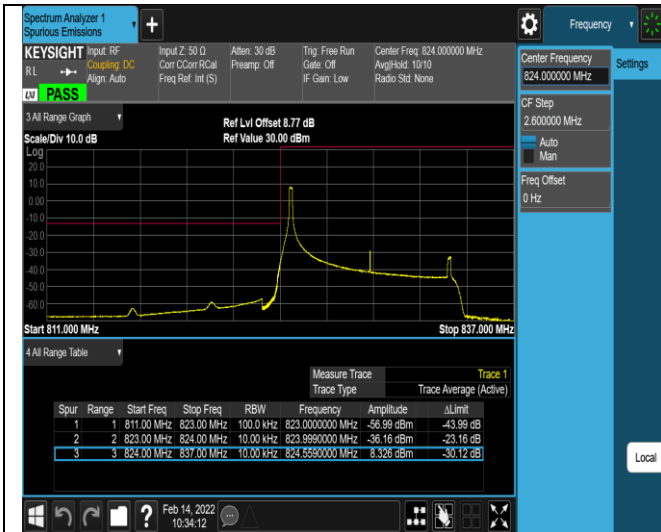 Spectrum Analyzer 1
Spurious Emissions
Frequency
KEYSIGHT
Input: RF
Coupling: DC
Align: Auto
Input Z: 50 Ω
Corr CCorr RCal
Freq Ref: Int (S)
Atten: 30 dB
Preamp: Off
Trig: Free Run
Gate: Off
IF Gain: Low
Center Freq: 824.000000 MHz
Avg|Hold: 10/10
Radio Std: None
R L
LXI
PASS
Center Frequency
824.000000 MHz
Settings
CF Step
2.600000 MHz
Auto
Man
Freq Offset
0 Hz
3 All Range Graph
Ref Lvl Offset 8.77 dB
Scale/Div 10.0 dB
Ref Value 30.00 dBm
Log
20.0
10.0
0.00
-10.0
-20.0
-30.0
-40.0
-50.0
-60.0
Start 811.000 MHz
Stop 837.000 MHz
4 All Range Table
Measure Trace Trace 1
Trace Type Trace Average (Active)
Spur Range Start Freq Stop Freq RBW Frequency Amplitude ΔLimit
1 1 811.00 MHz 823.00 MHz 100.0 kHz 823.0000000 MHz -56.99 dBm -43.99 dB
2 2 823.00 MHz 824.00 MHz 10.00 kHz 823.9990000 MHz -36.16 dBm -23.16 dB
3 3 824.00 MHz 837.00 MHz 10.00 kHz 824.5590000 MHz 8.326 dBm -30.12 dB
Local
?
Feb 14, 2022
10:34:12